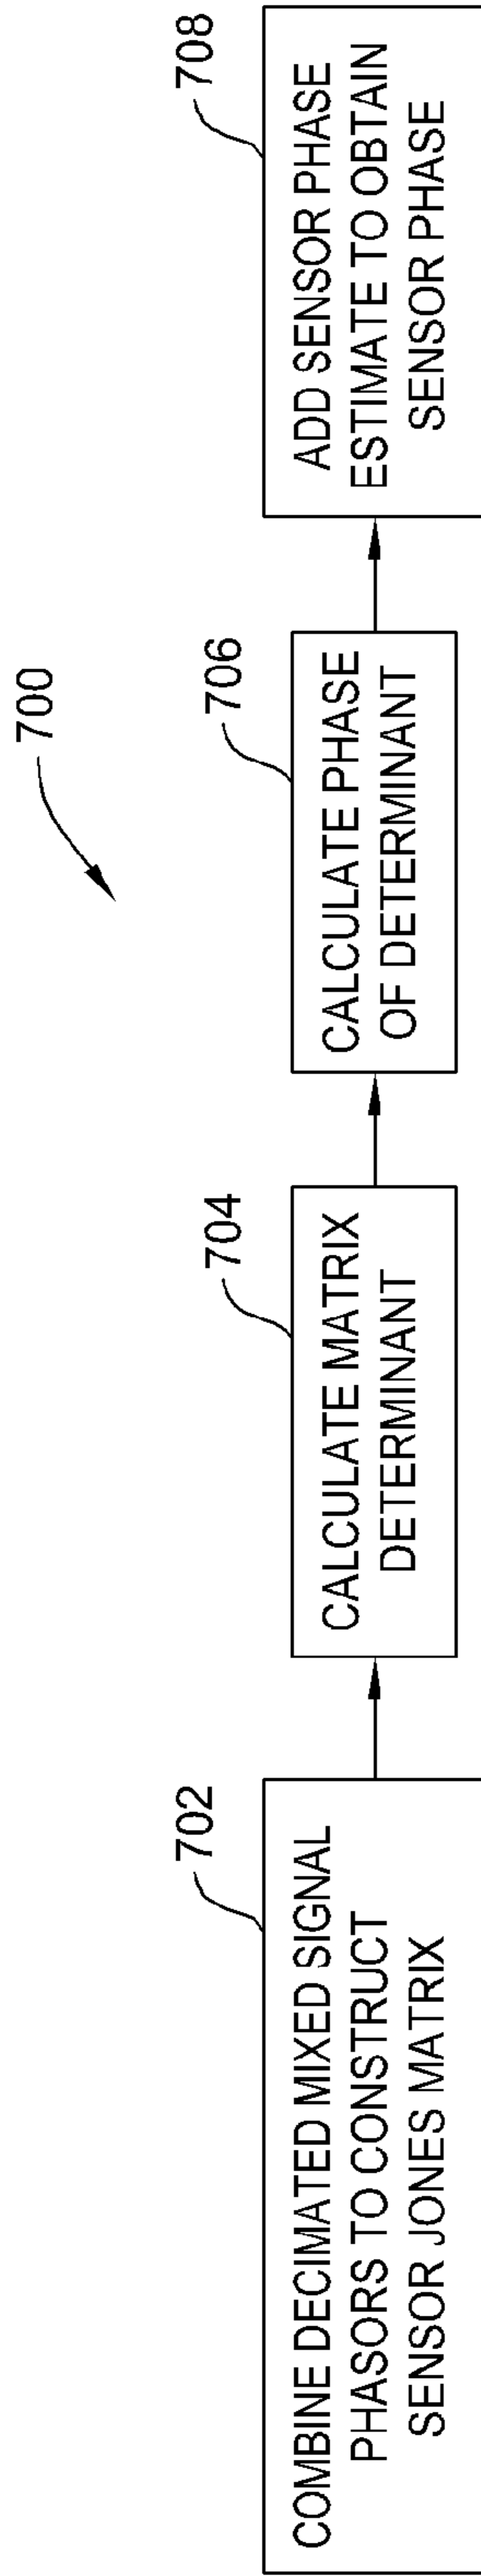 700
702
COMBINE DECIMATED MIXED SIGNAL
PHASORS TO CONSTRUCT
SENSOR JONES MATRIX
704
CALCULATE MATRIX
DETERMINANT
706
CALCULATE PHASE
OF DETERMINANT
708
ADD SENSOR PHASE
ESTIMATE TO OBTAIN
SENSOR PHASE